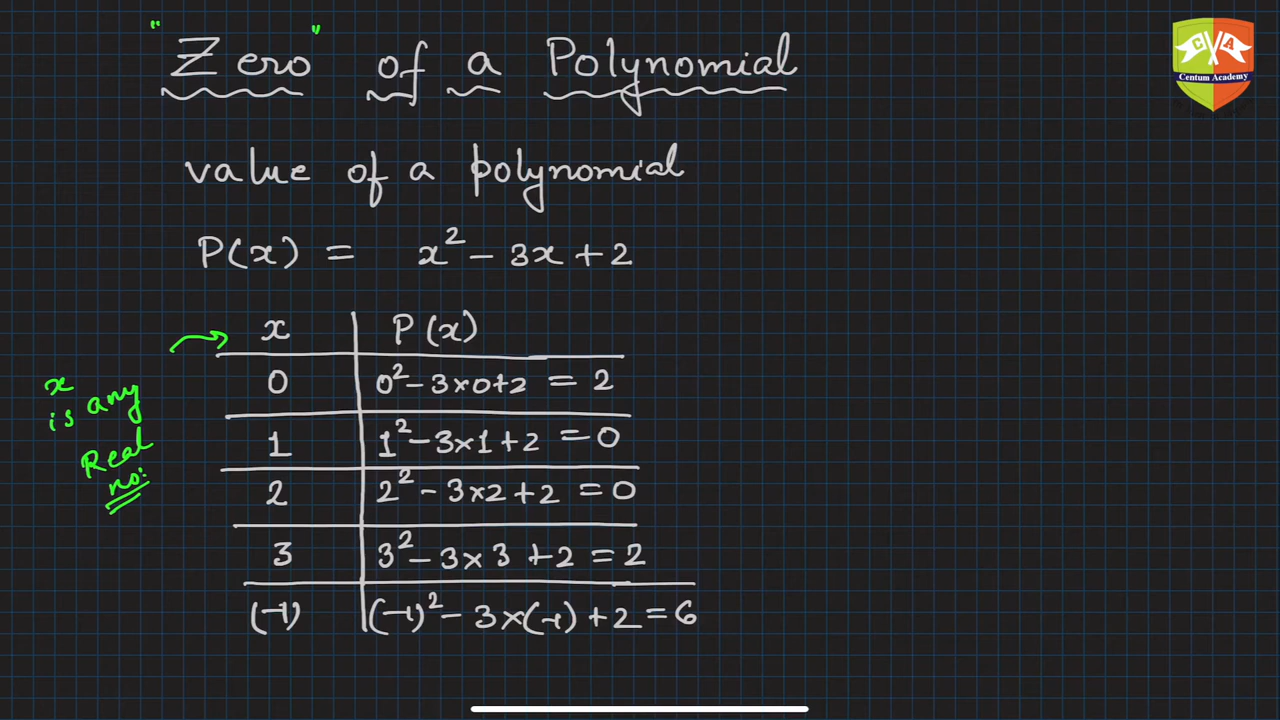 "Zero" of a Polynomial
C A
Centum Academy
value of a polynomial
P(x) = x² - 3x + 2
x P(x)
0 0² - 3×0+2 = 2
1 1² - 3×1+2 = 0
2 2² - 3×2+2 = 0
3 3² - 3×3+2 = 2
(-1) (-1)² - 3×(-1)+2 = 6
x
is any
Real
no: